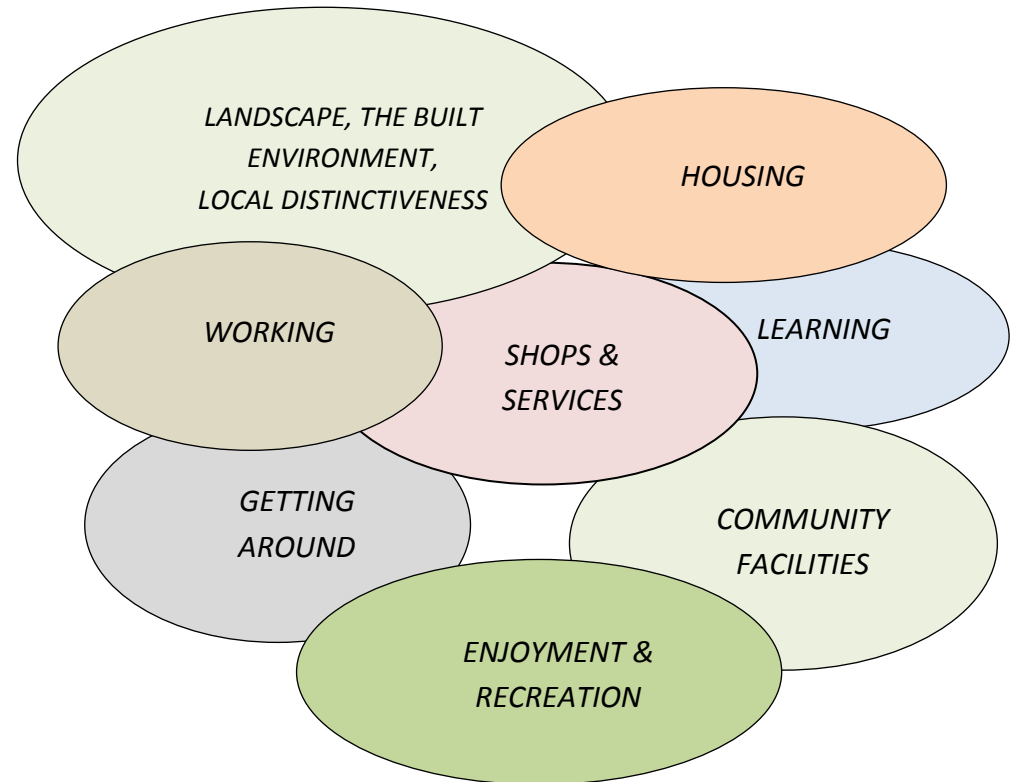 LANDSCAPE, THE BUILT
ENVIRONMENT,
LOCAL DISTINCTIVENESS
HOUSING
WORKING
SHOPS &
SERVICES
LEARNING
GETTING
AROUND
COMMUNITY
FACILITIES
ENJOYMENT &
RECREATION